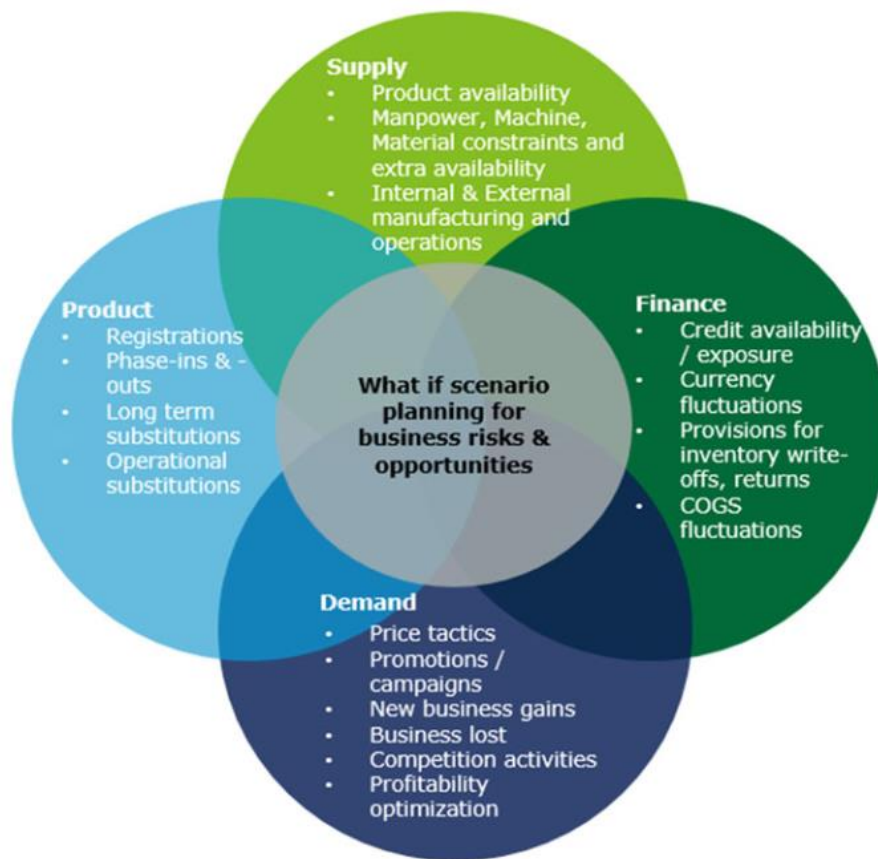 Supply
• Product availability
• Manpower, Machine,
Material constraints and
extra availability
• Internal & External
manufacturing and
operations
Product
• Registrations
• Phase-ins & -
outs
• Long term
substitutions
• Operational
substitutions
What if scenario
planning for
business risks &
opportunities
Finance
• Credit availability
/ exposure
• Currency
fluctuations
• Provisions for
inventory write-
offs, returns
• COGS
fluctuations
Demand
• Price tactics
• Promotions /
campaigns
• New business gains
• Business lost
• Competition activities
• Profitability
optimization